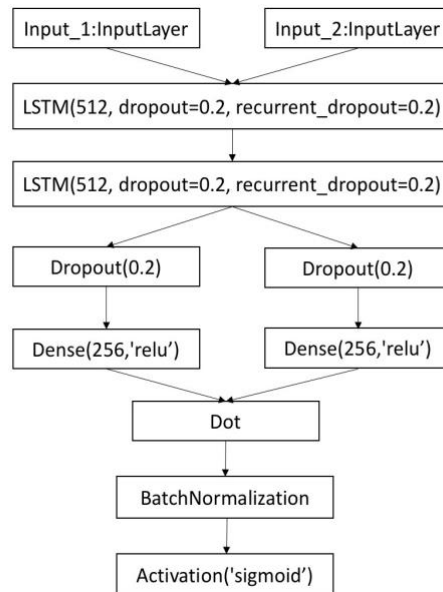 Input_1:InputLayer
Input_2:InputLayer
LSTM(512, dropout=0.2, recurrent_dropout=0.2)
LSTM(512, dropout=0.2, recurrent_dropout=0.2)
Dropout(0.2)
Dropout(0.2)
Dense(256,'relu’)
Dense(256,'relu’)
Dot
BatchNormalization
Activation('sigmoid’)